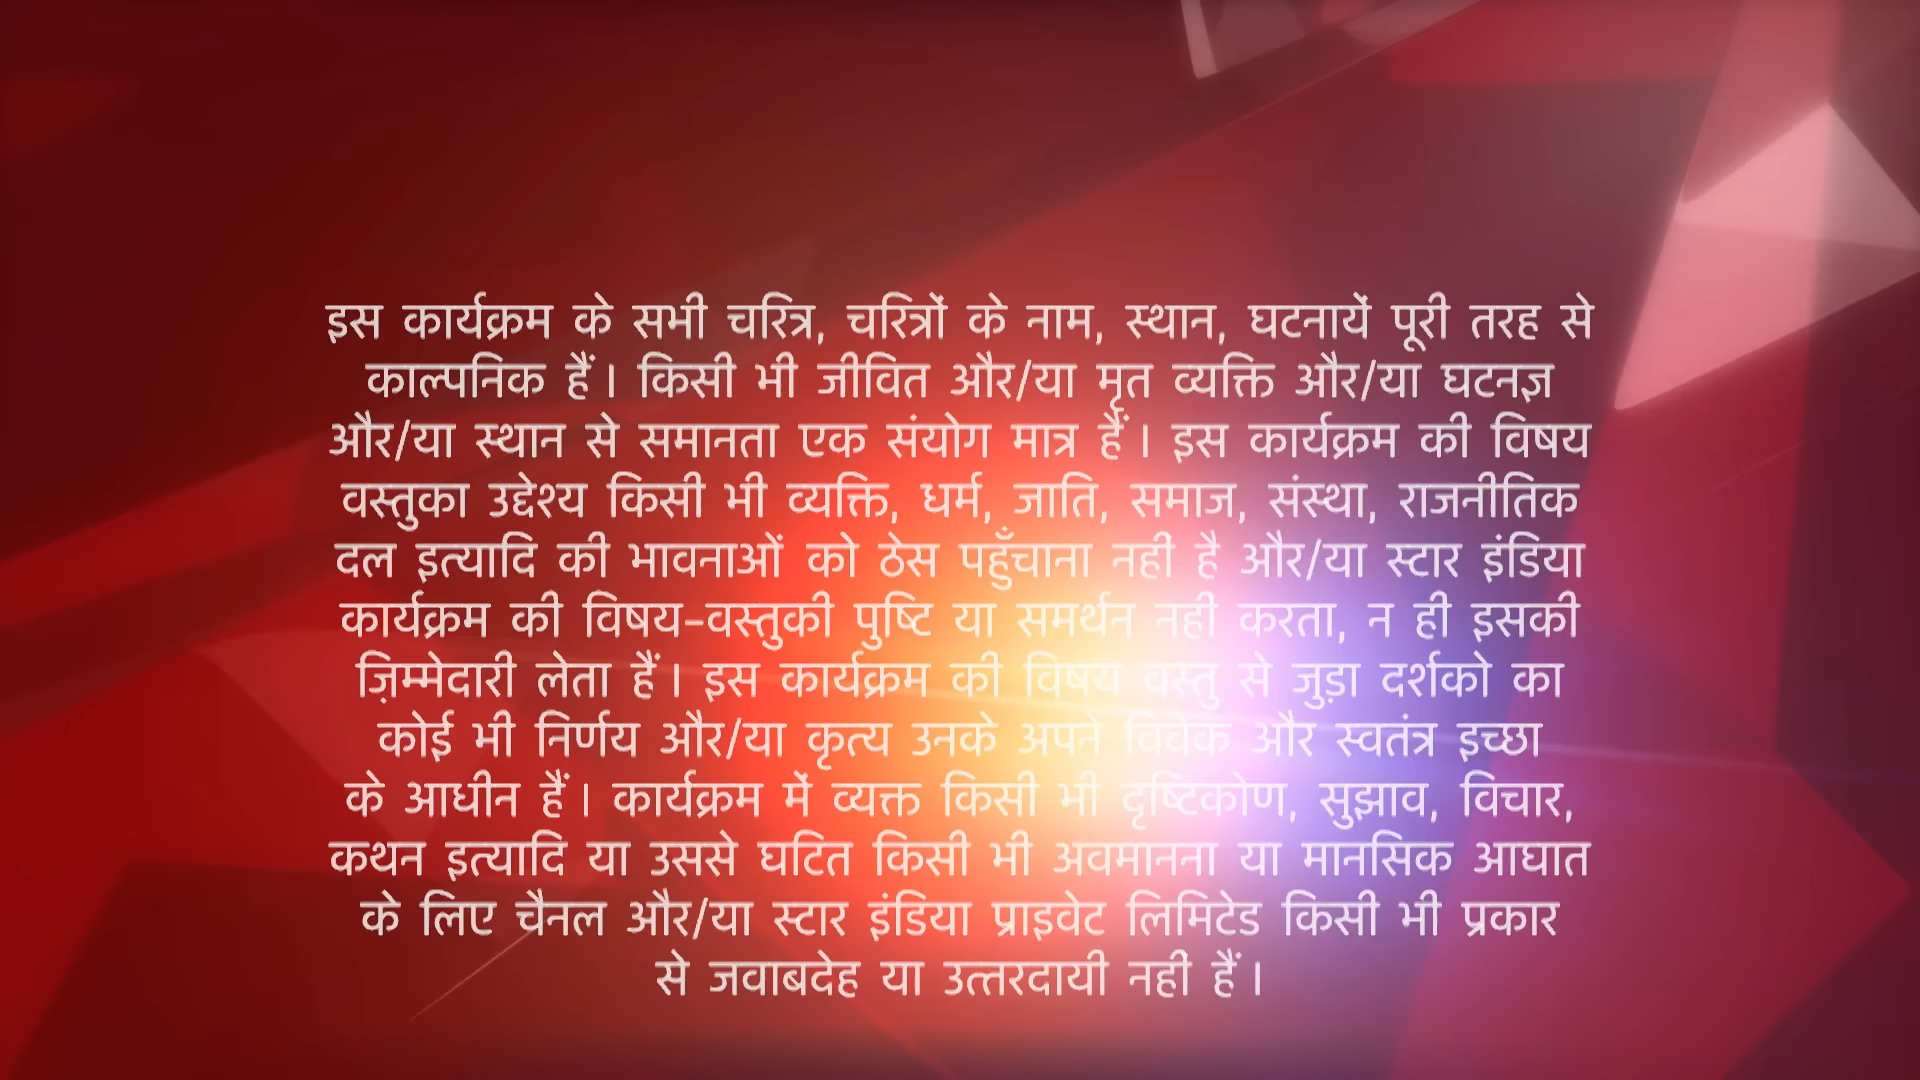 इस कार्यक्रम के सभी चरित्र, चरित्रों के नाम, स्थान, घटनायें पूरी तरह से
काल्पनिक हैं। किसी भी जीवित और/या मृत व्यक्ति और/या घटनज्ञ
और/या स्थान से समानता एक संयोग मात्र हैं। इस कार्यक्रम की विषय
वस्तुका उद्देश्य किसी भी व्यक्ति, धर्म, जाति, समाज, संस्था, राजनीतिक
दल इत्यादि की भावनाओं को ठेस पहुँचाना नहीं है और/या स्टार इंडिया
कार्यक्रम की विषय-वस्तुकी पुष्टि या समर्थन नहीं करता, न ही इसकी
ज़िम्मेदारी लेता हैं। इस कार्यक्रम की विषय वस्तु से जुड़ा दर्शको का
कोई भी निर्णय और/या कृत्य उनके अपने विवेक और स्वतंत्र इच्छा
के आधीन हैं। कार्यक्रम में व्यक्त किसी भी दृष्टिकोण, सुझाव, विचार,
कथन इत्यादि या उससे घटित किसी भी अवमानना या मानसिक आघात
के लिए चैनल और/या स्टार इंडिया प्राइवेट लिमिटेड किसी भी प्रकार
से जवाबदेह या उत्तरदायी नहीं हैं।